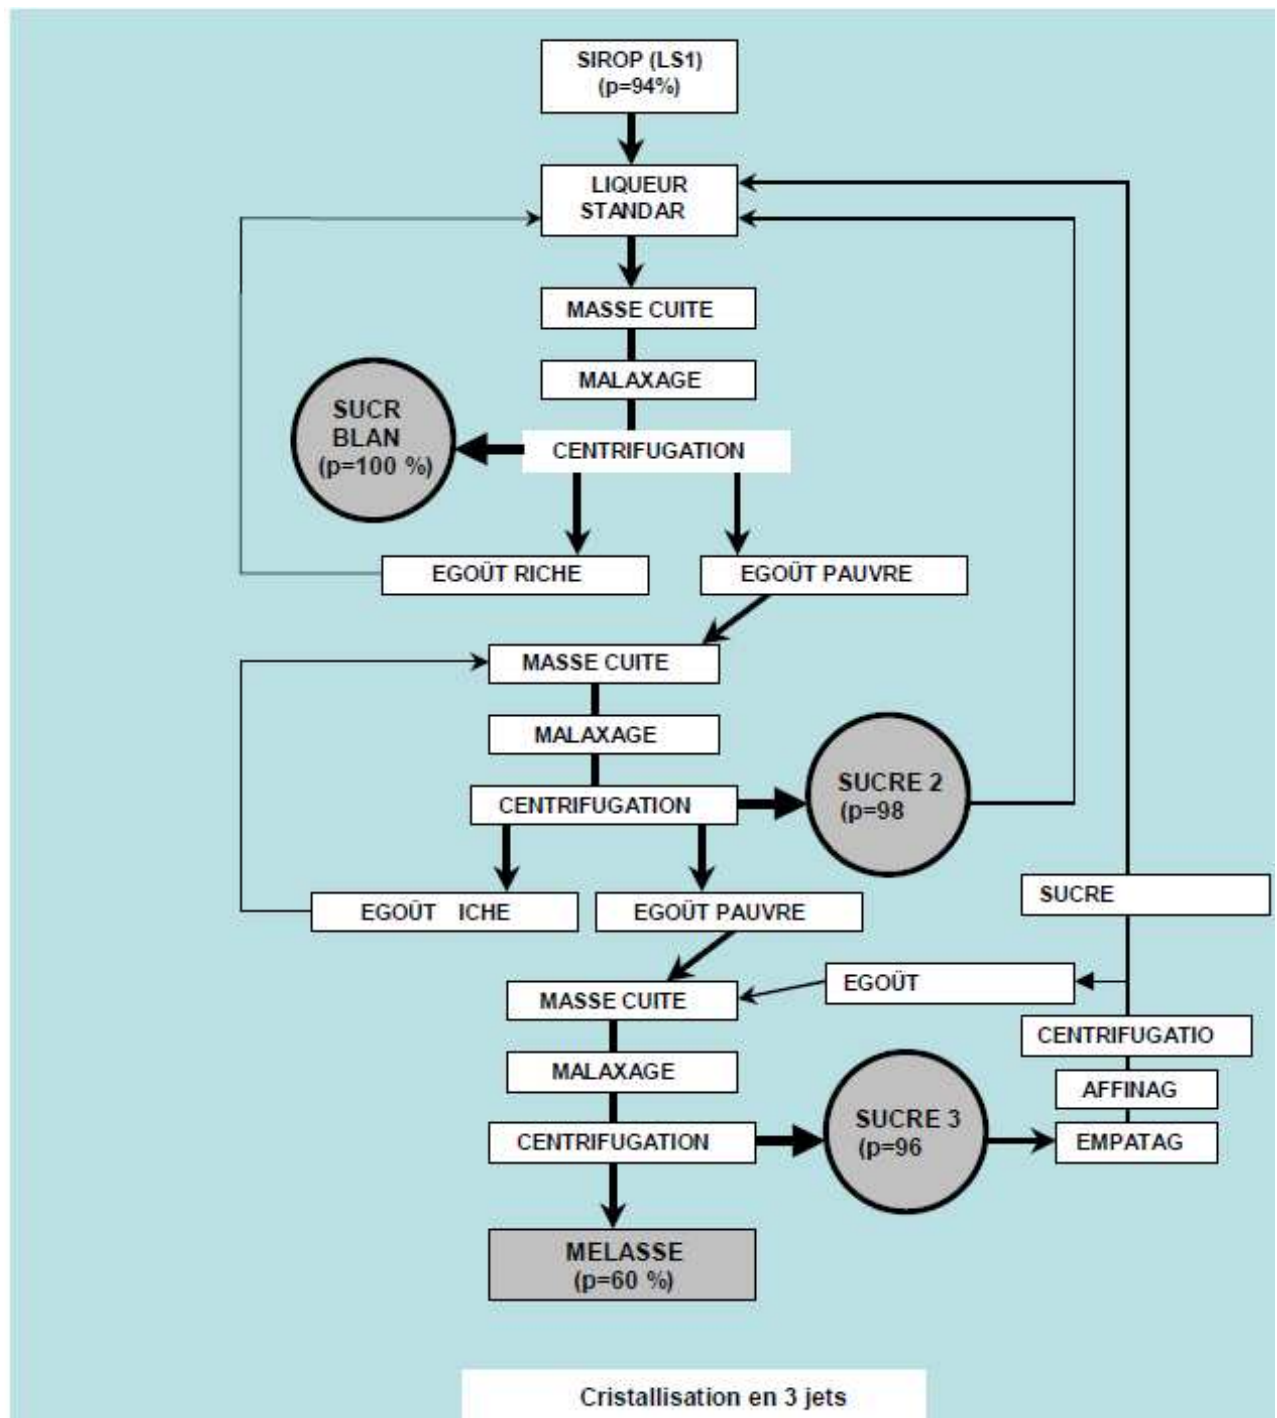 SIROP (LS1)
(p=94%)
LIQUEUR
STANDAR
MASSE CUITE
MALAXAGE
SUCR
BLAN
(p=100 %)
CENTRIFUGATION
EGOÛT RICHE
EGOÛT PAUVRE
MASSE CUITE
MALAXAGE
SUCRE 2
(p=98
CENTRIFUGATION
EGOÛT ICHE
EGOÛT PAUVRE
SUCRE
EGOÛT
MASSE CUITE
CENTRIFUGATIO
MALAXAGE
AFFINAG
SUCRE 3
(p=96
CENTRIFUGATION
EMPATAG
MELASSE
(p=60 %)
Cristallisation en 3 jets